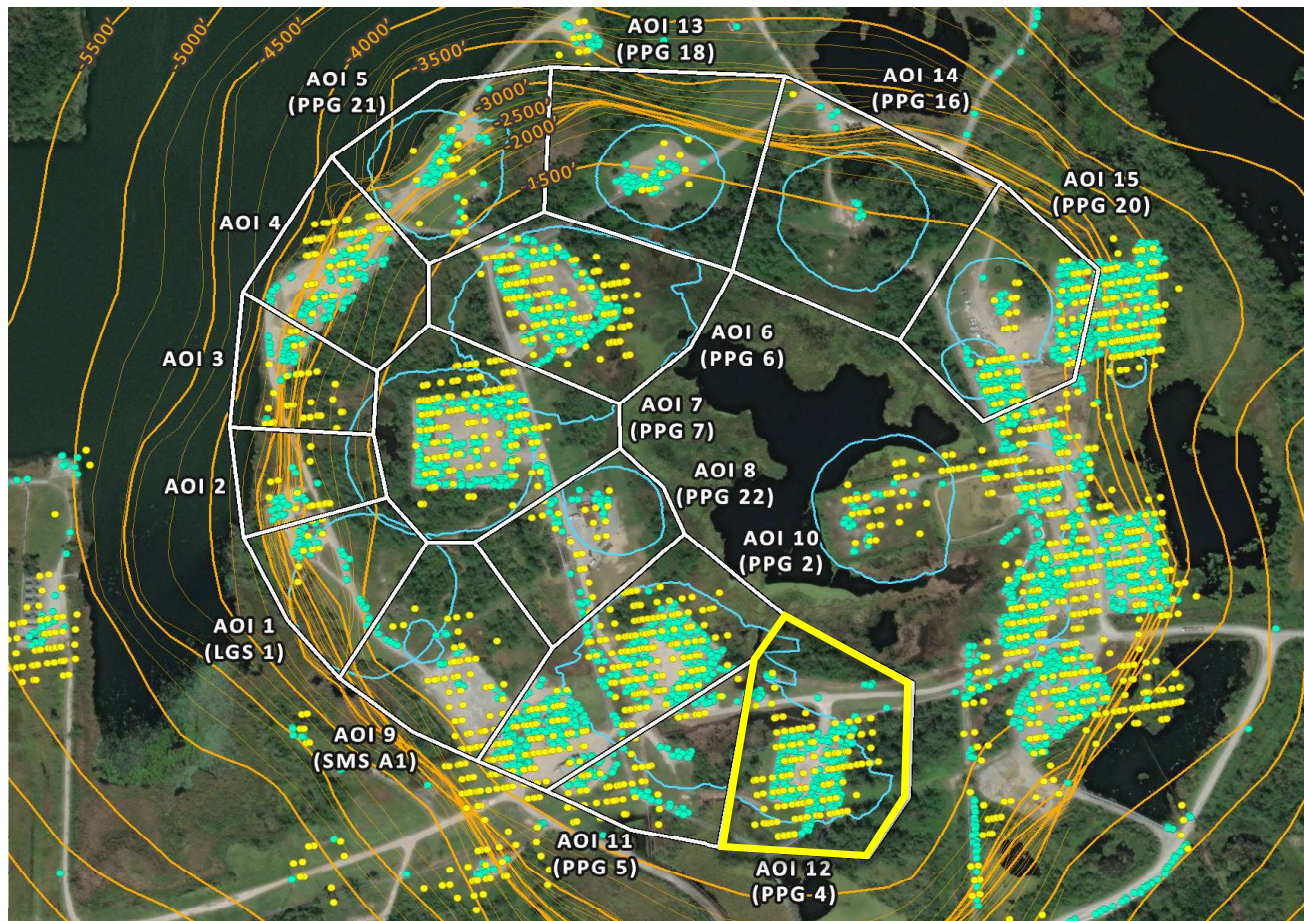 -5500'
-5000'
-4500'
-4000'
-3500'
-3000'
-2500'
-2000'
-1500'
AOI 13
(PPG 18)
AOI 5
(PPG 21)
AOI 14
(PPG 16)
AOI 15
(PPG 20)
AOI 4
AOI 3
AOI 6
(PPG 6)
AOI 7
(PPG 7)
AOI 2
AOI 8
(PPG 22)
AOI 10
(PPG 2)
AOI 1
(LGS 1)
AOI 9
(SMS A1)
AOI 11
(PPG 5)
AOI 12
(PPG 4)